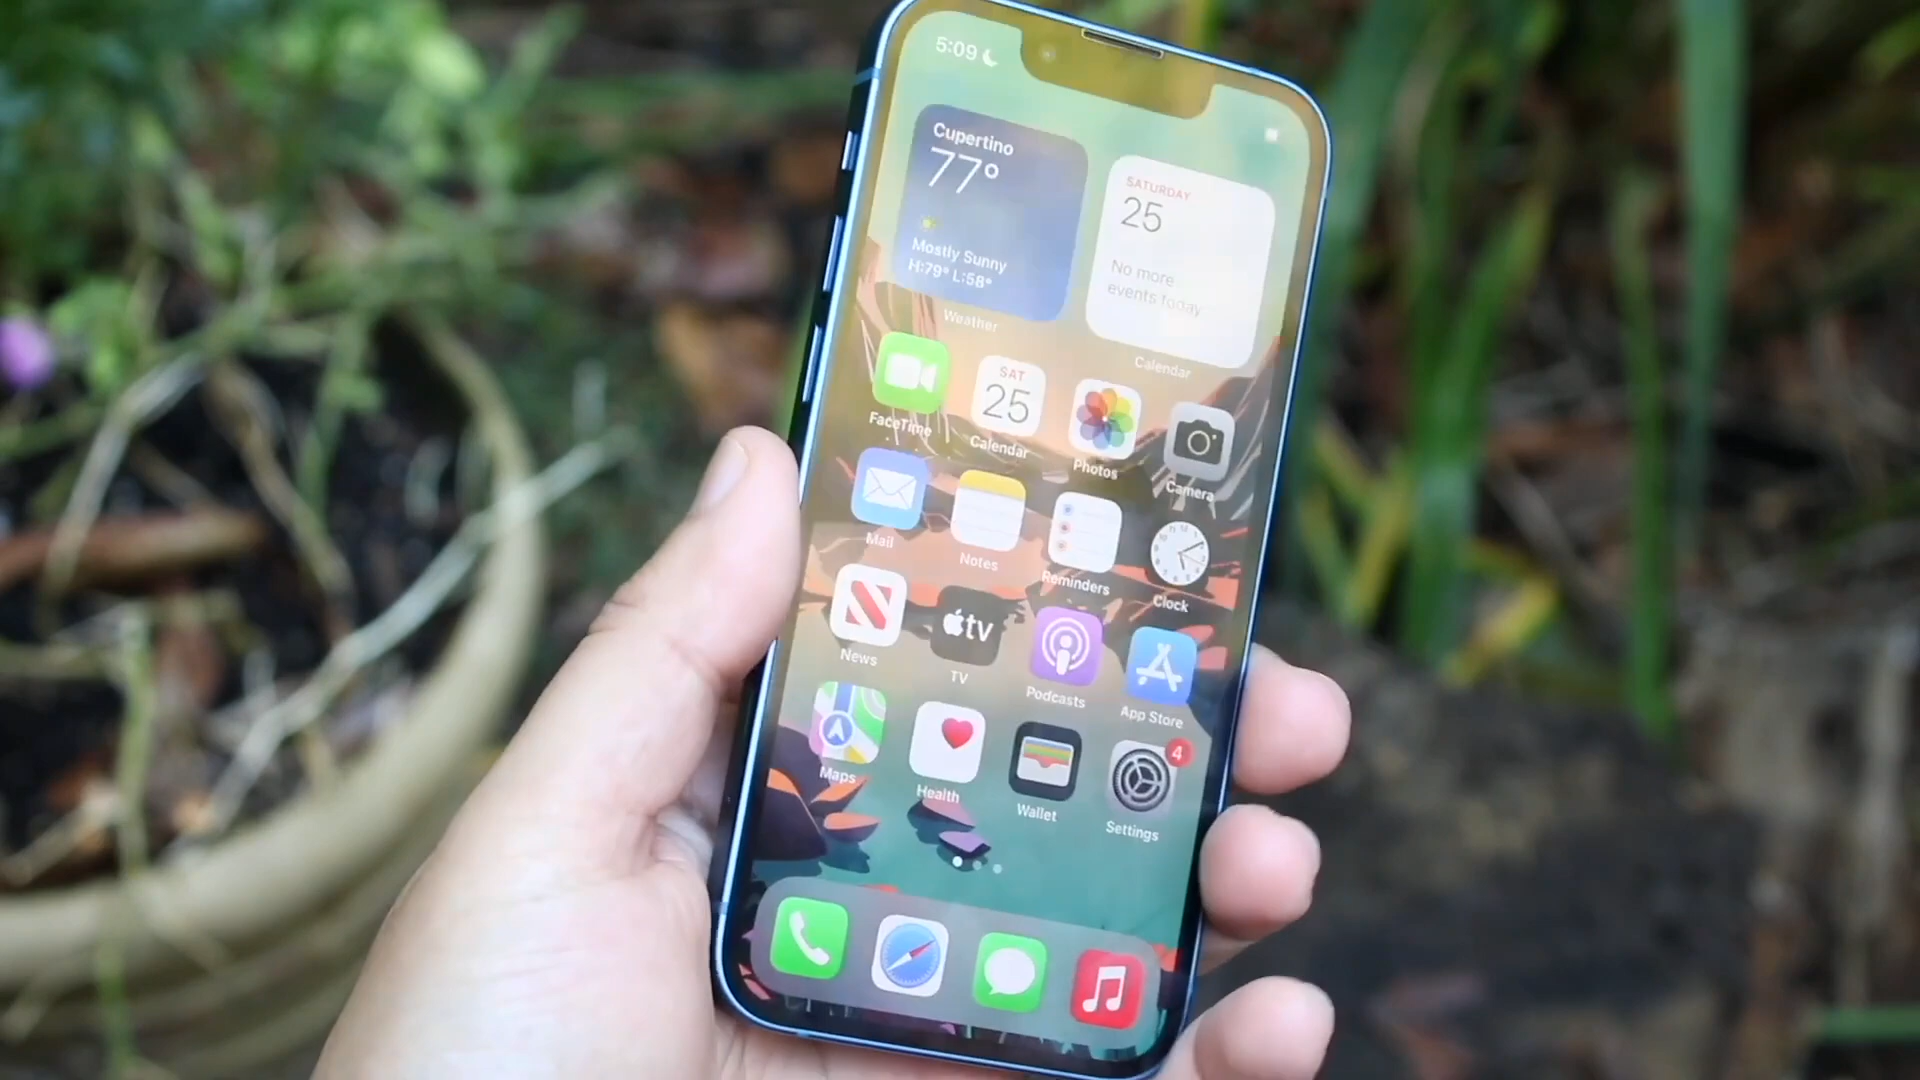 5:09
Cupertino
77°
Mostly Sunny
H:79° L:58°
Weather
SATURDAY
25
No more
events today
Calendar
FaceTime
SAT
25
Calendar
Photos
Camera
Mail
Notes
Reminders
Clock
News
tv
TV
Podcasts
App Store
Maps
Health
Wallet
4
Settings